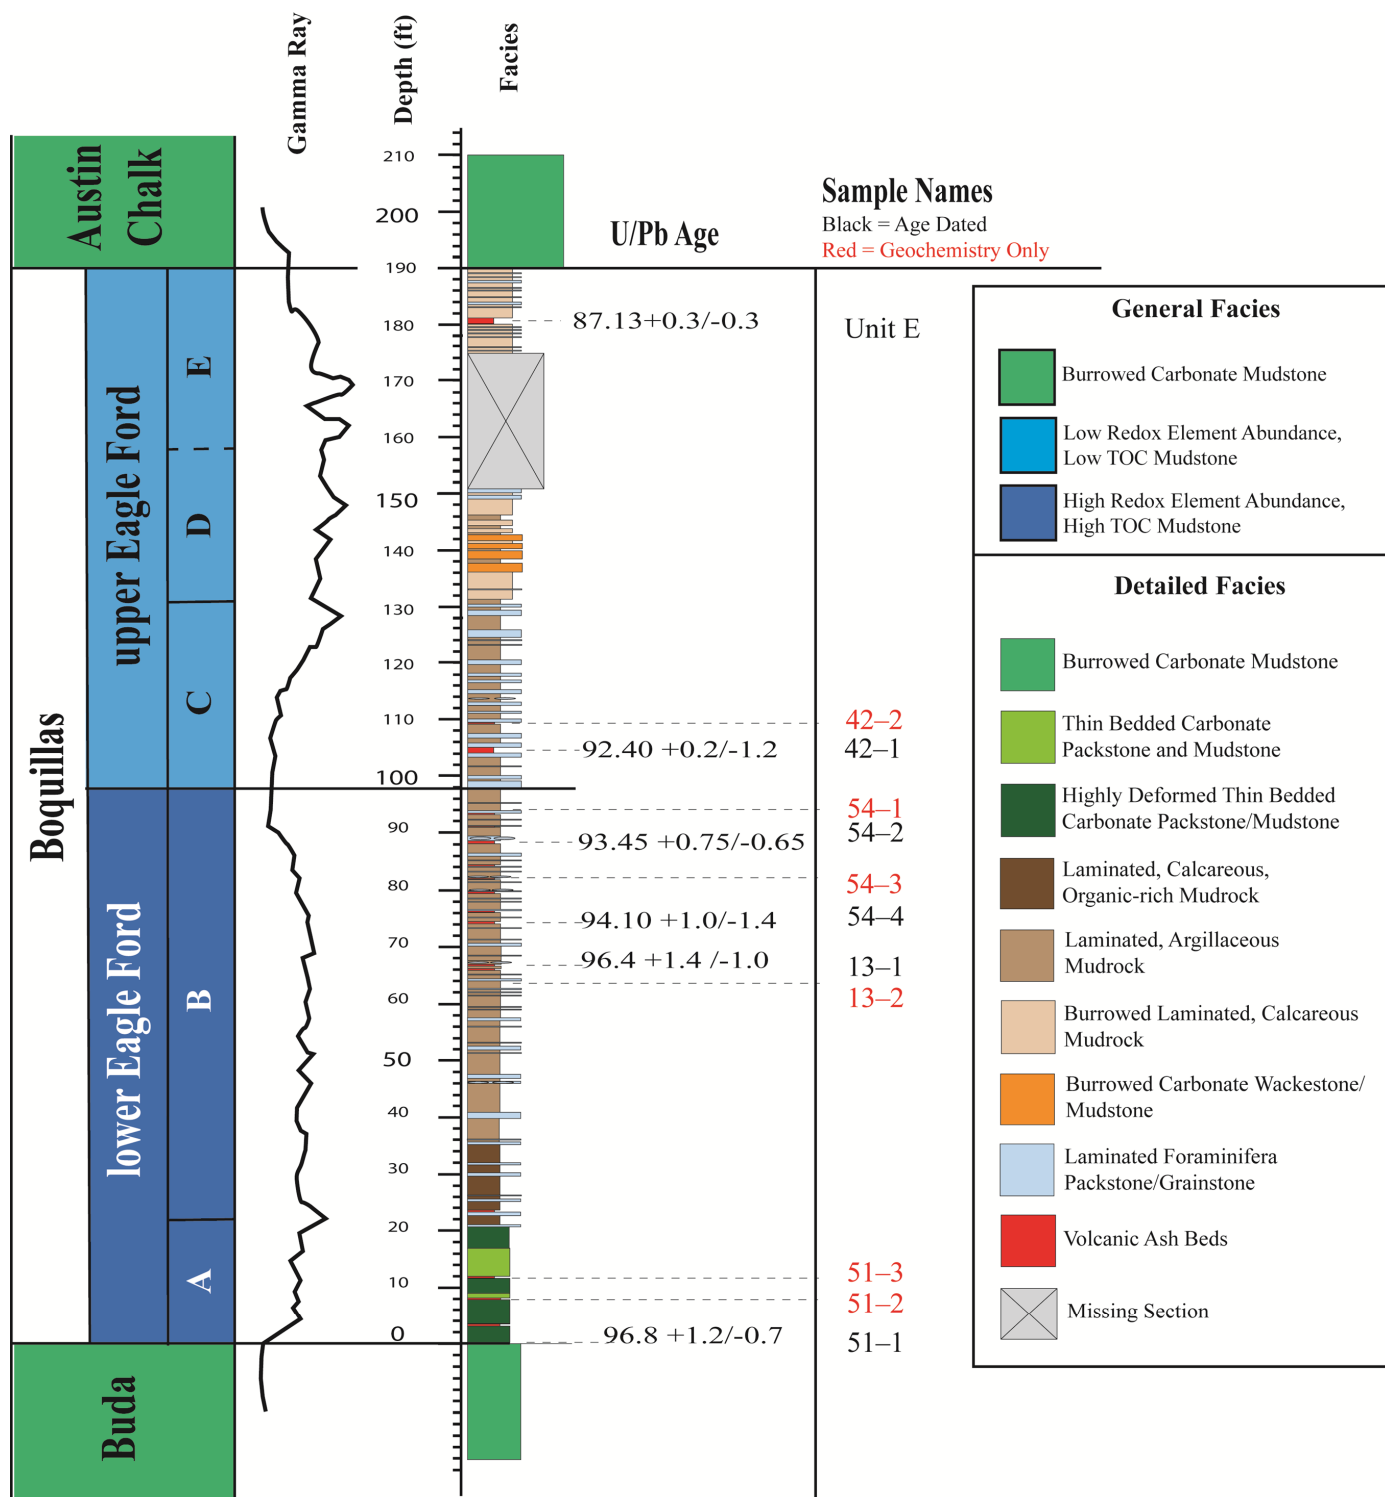 Gamma Ray
Depth (ft)
Facies
Austin
Chalk
Boquillas
upper Eagle Ford
lower Eagle Ford
Buda
E
D
C
B
A
210
200
190
180
170
160
150
140
130
120
110
100
90
80
70
60
50
40
30
20
10
0
U/Pb Age
87.13+0.3/-0.3
92.40 +0.2/-1.2
93.45 +0.75/-0.65
94.10 +1.0/-1.4
96.4 +1.4 /-1.0
96.8 +1.2/-0.7
Sample Names
Black = Age Dated
Red = Geochemistry Only
Unit E
42–2
42–1
54–1
54–2
54–3
54–4
13–1
13–2
51–3
51–2
51–1
General Facies
Burrowed Carbonate Mudstone
Low Redox Element Abundance,
Low TOC Mudstone
High Redox Element Abundance,
High TOC Mudstone
Detailed Facies
Burrowed Carbonate Mudstone
Thin Bedded Carbonate
Packstone and Mudstone
Highly Deformed Thin Bedded
Carbonate Packstone/Mudstone
Laminated, Calcareous,
Organic-rich Mudrock
Laminated, Argillaceous
Mudrock
Burrowed Laminated, Calcareous
Mudrock
Burrowed Carbonate Wackestone/
Mudstone
Laminated Foraminifera
Packstone/Grainstone
Volcanic Ash Beds
Missing Section